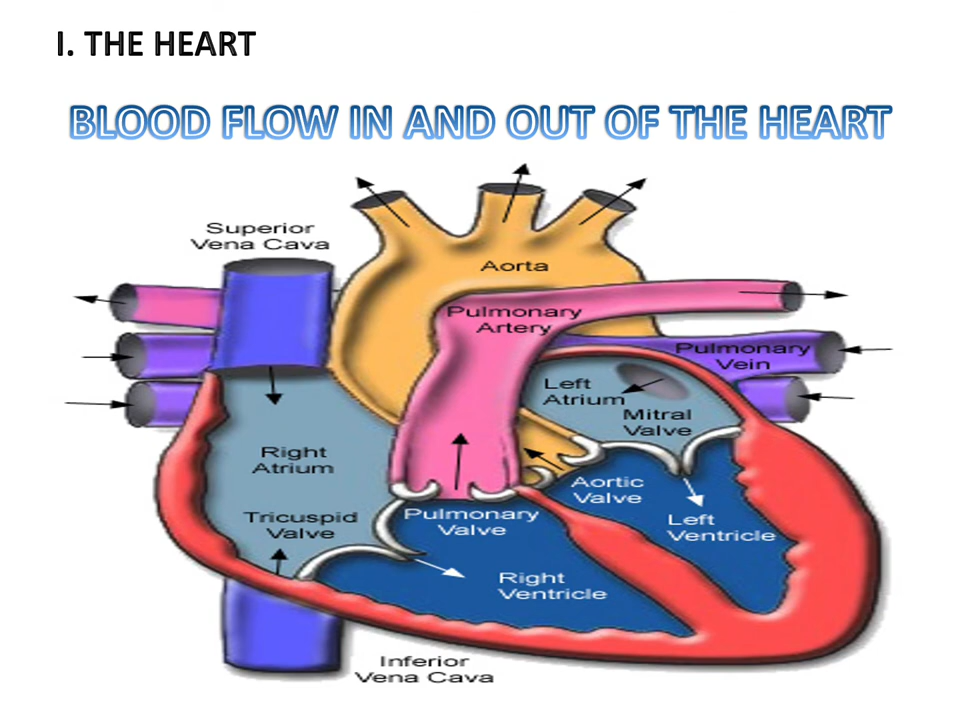 I. THE HEART
BLOOD FLOW IN AND OUT OF THE HEART
Superior
Vena Cava
Aorta
Pulmonary
Artery
Pulmonary
Vein
Left
Atrium
Mitral
Valve
Right
Atrium
Aortic
Valve
Tricuspid
Valve
Pulmonary
Valve
Left
Ventricle
Right
Ventricle
Inferior
Vena Cava